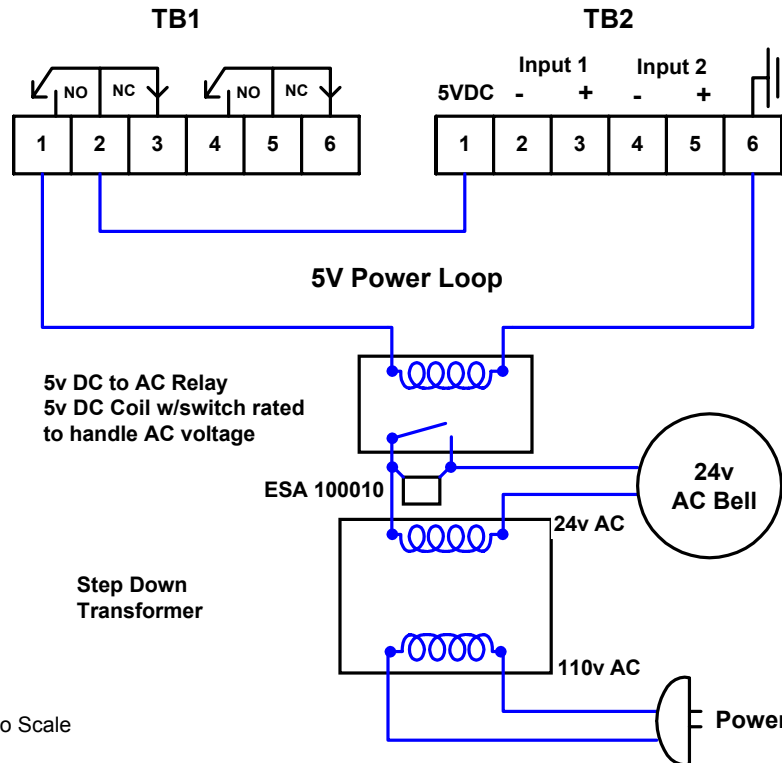 TB1
TB2
NO NC NO NC
1 2 3 4 5 6
Input 1 Input 2
5VDC - + - +
1 2 3 4 5 6
5V Power Loop
5v DC to AC Relay
5v DC Coil w/switch rated
to handle AC voltage
ESA 100010
24v
AC Bell
24v AC
Step Down
Transformer
110v AC
Power
o Scale